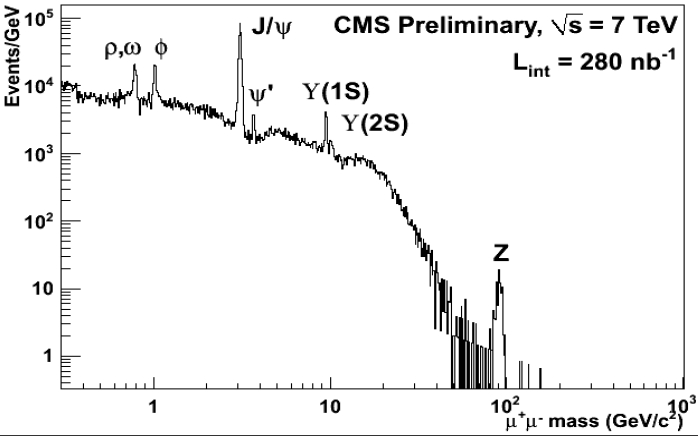 Events/GeV
CMS Preliminary, √s = 7 TeV
L_int = 280 nb⁻¹
10⁵
10⁴
10³
10²
10
1
ρ,ω
ϕ
J/ψ
ψ'
Υ(1S)
Υ(2S)
Z
1
10
10²
10³
μ⁺μ⁻ mass (GeV/c²)